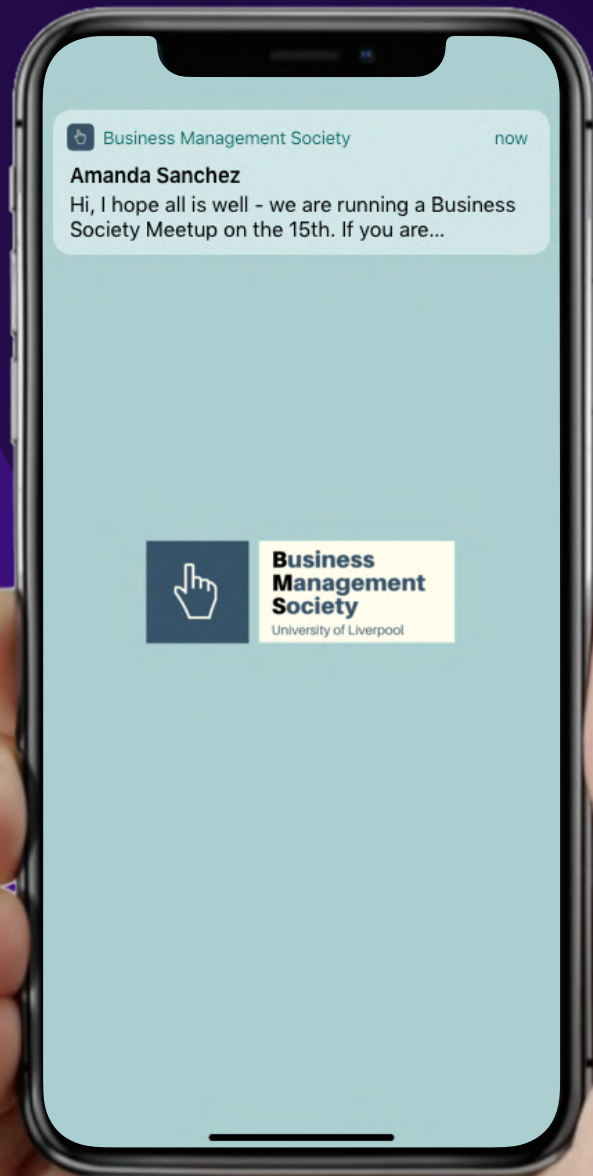 Business Management Society now
Amanda Sanchez
Hi, I hope all is well - we are running a Business
Society Meetup on the 15th. If you are...
Business
Management
Society
University of Liverpool